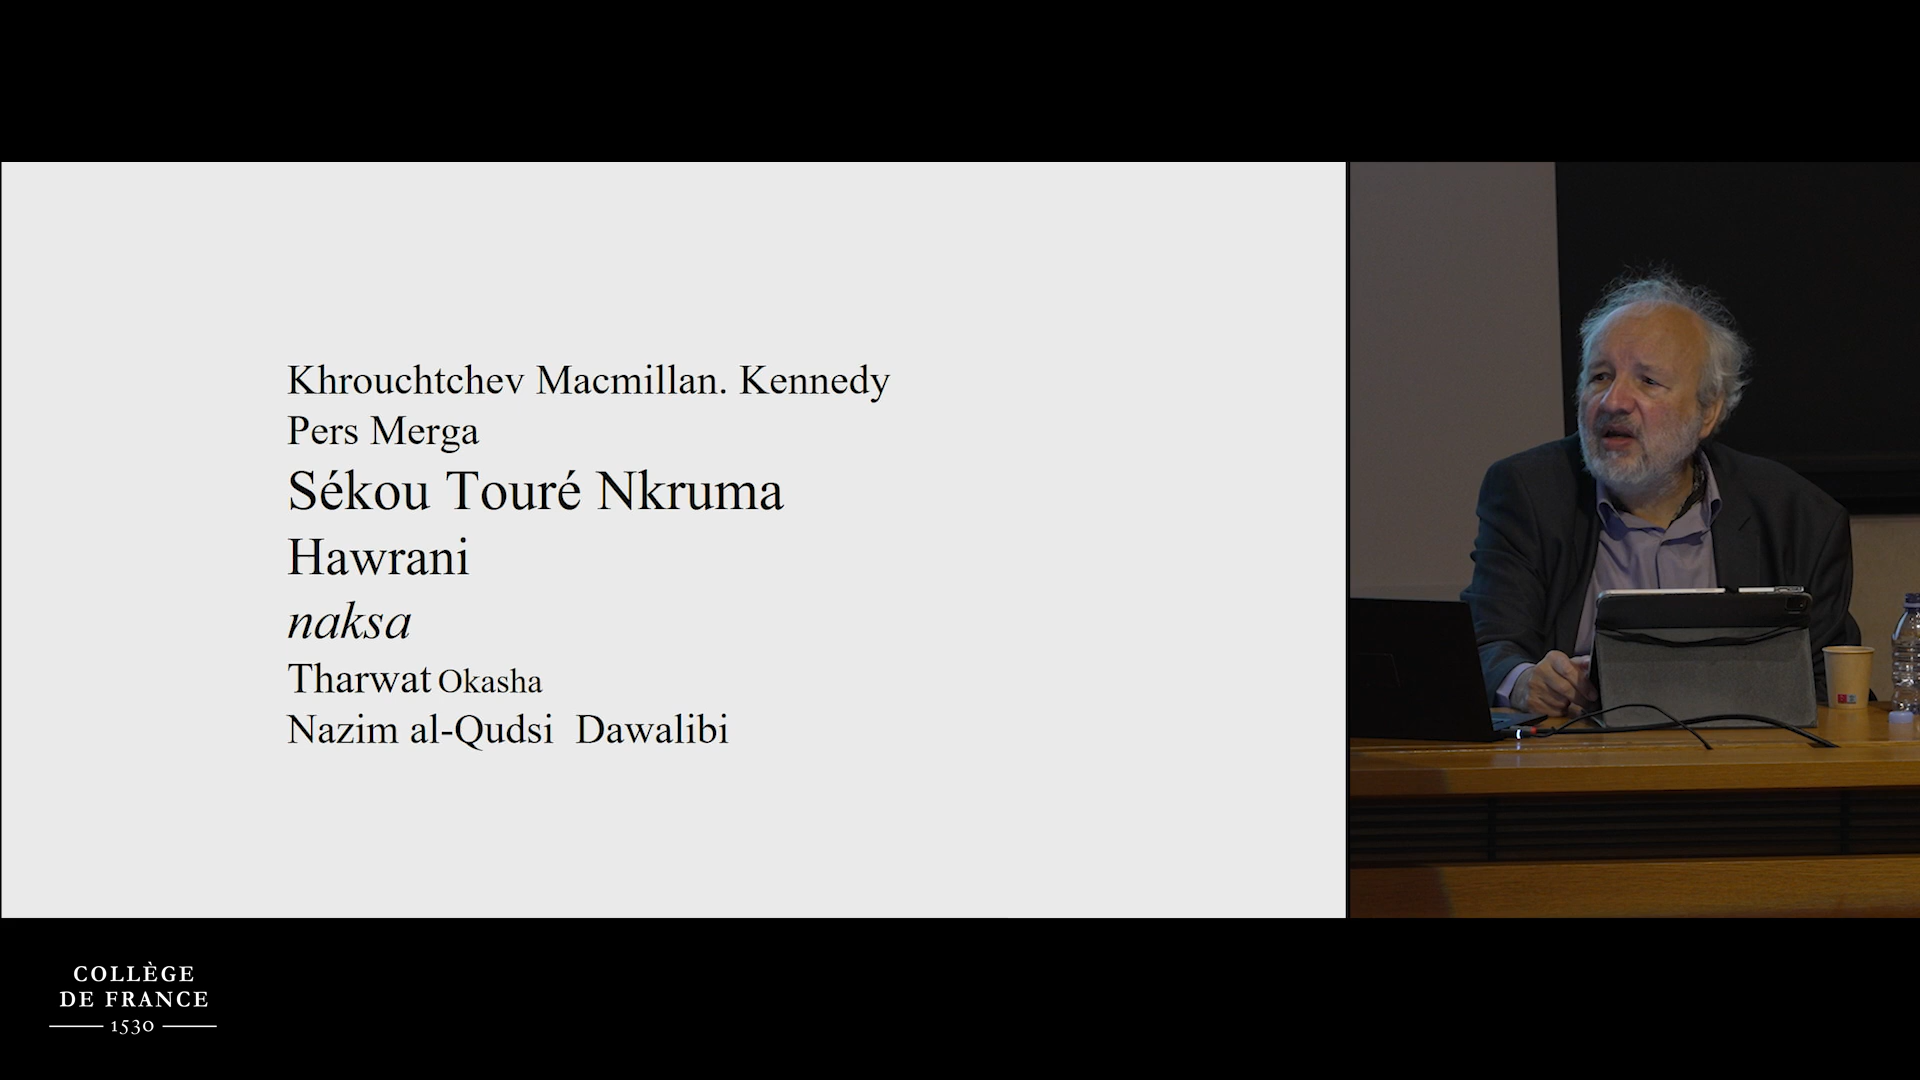 Khrouchtchev Macmillan. Kennedy
Pers Merga
Sékou Touré Nkruma
Hawrani
naksa
Tharwat Okasha
Nazim al-Qudsi Dawalibi
COLLÈGE
DE FRANCE
1530